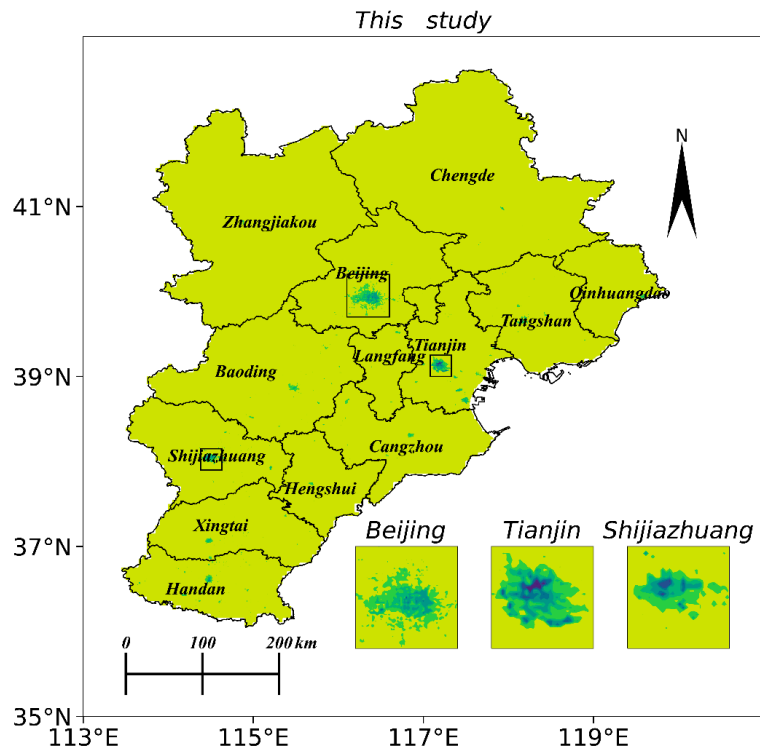 This study
N
Chengde
41°N
Zhangjiakou
Beijing
Qinhuangdao
Tangshan
Tianjin
Langfang
39°N
Baoding
Cangzhou
Shijiazhuang
Hengshui
Xingtai
Beijing Tianjin Shijiazhuang
37°N
Handan
0 100 200 km
35°N
113°E 115°E 117°E 119°E